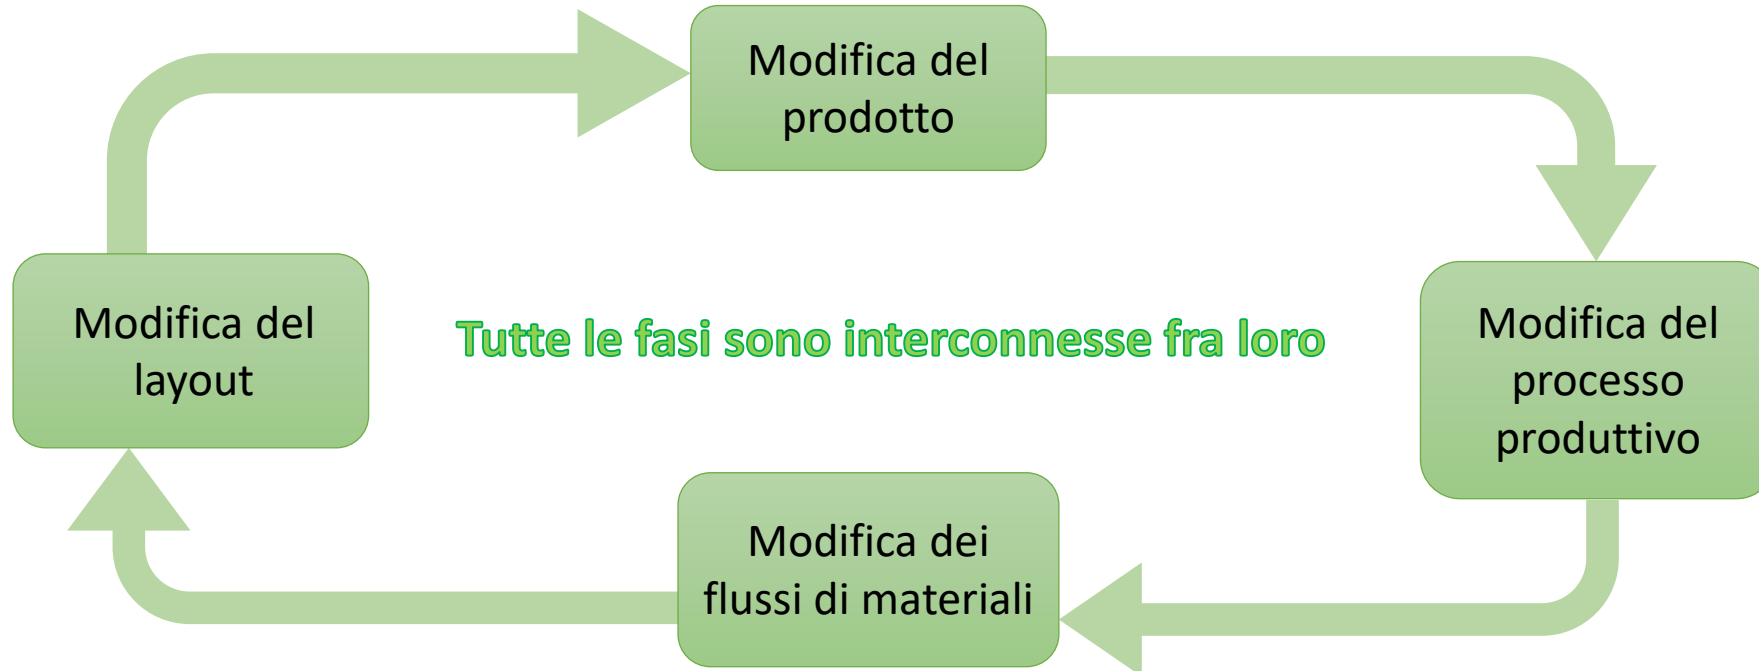 Modifica del
prodotto
Modifica del
layout
Tutte le fasi sono interconnesse fra loro
Modifica del
processo
produttivo
Modifica dei
flussi di materiali